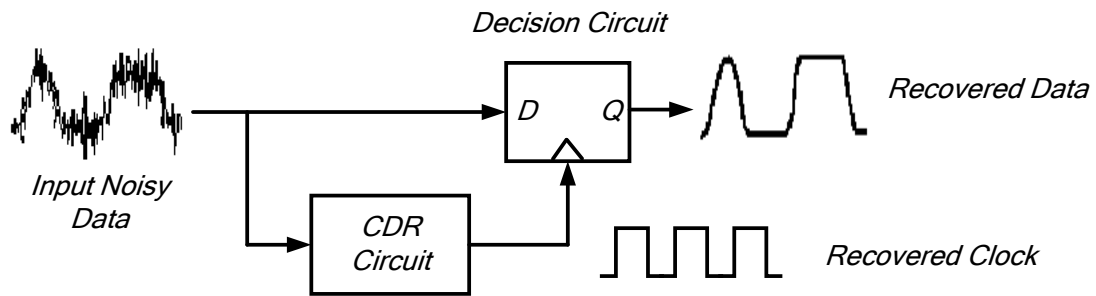 Decision Circuit
D
Q
Recovered Data
Input Noisy
Data
CDR
Circuit
Recovered Clock